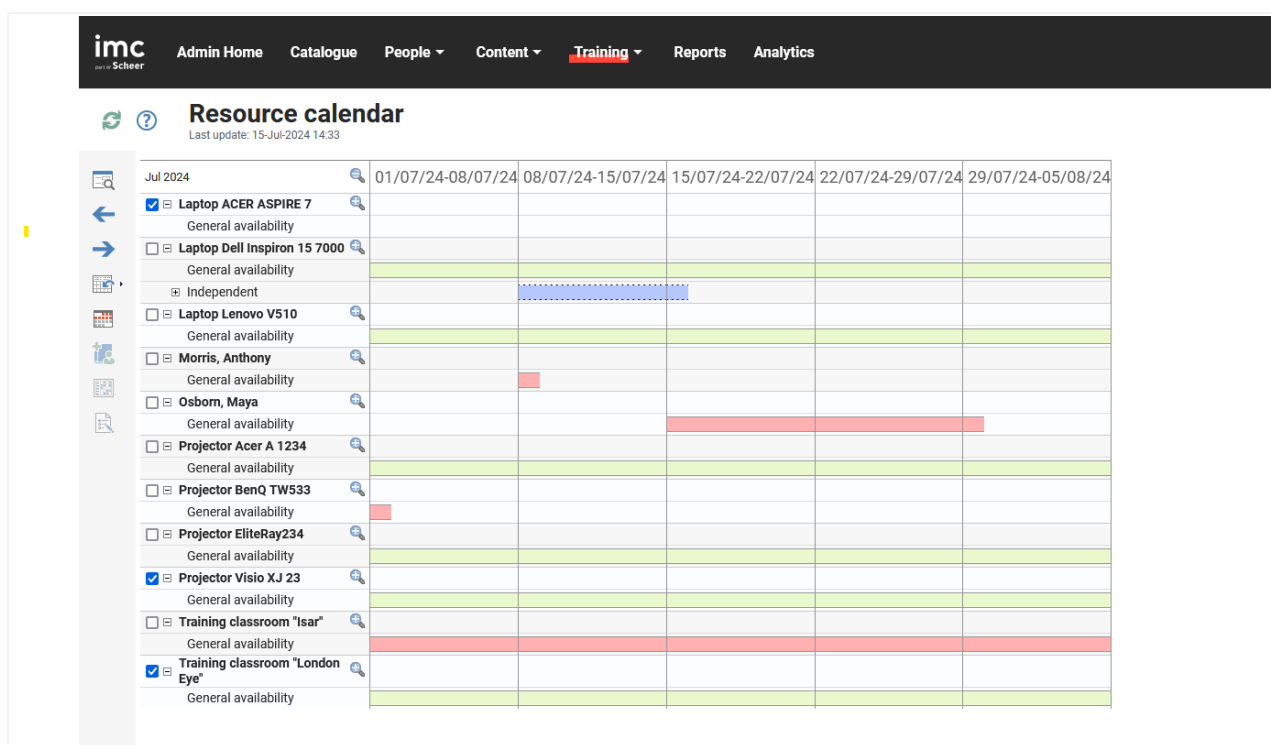 imc
part of Scheer
Admin Home Catalogue People Content Training Reports Analytics
Resource calendar
Last update: 15-Jul-2024 14:33
Jul 2024 01/07/24-08/07/24 08/07/24-15/07/24 15/07/24-22/07/24 22/07/24-29/07/24 29/07/24-05/08/24
Laptop ACER ASPIRE 7
General availability
Laptop Dell Inspiron 15 7000
General availability
Independent
Laptop Lenovo V510
General availability
Morris, Anthony
General availability
Osborn, Maya
General availability
Projector Acer A 1234
General availability
Projector BenQ TW533
General availability
Projector EliteRay234
General availability
Projector Visio XJ 23
General availability
Training classroom "Isar"
General availability
Training classroom "London
Eye"
General availability